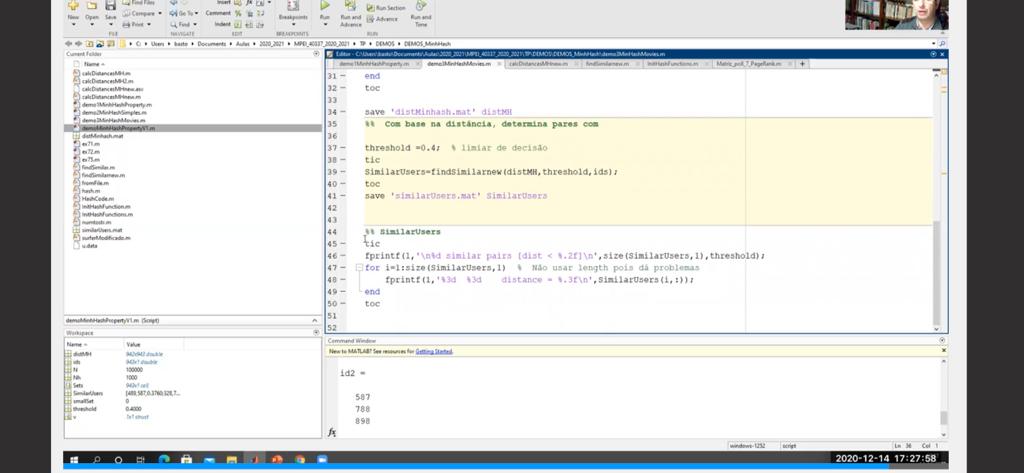 Find Files
Insert
Run Section
New
Open
Save
Compare
Go To
Comment
Breakpoints
Run
Run and
Advance
Run and
Print
Find
Indent
Advance
Time
FILE
NAVIGATE
EDIT
BREAKPOINTS
RUN
C: ▸ Users ▸ basto ▸ Documents ▸ Aulas ▸ 2020_2021 ▸ MPEI_40337_2020_2021 ▸ TP ▸ DEMOS ▸ DEMOS_MinHash
Current Folder
Name
calcDistancesMH.m
calcDistancesMH2.m
calcDistancesMHnew.asv
calcDistancesMHnew.m
demo1MinHashProperty.m
demo2MinHashSimples.m
demo3MinHashMovies.m
demoMinHashPropertyV1.m
distMinhash.mat
ex71.m
ex72.m
ex75.m
findSimilar.m
findSimilarnew.m
fromFile.m
hash.m
HashCode.m
InitHashFunction.m
InitHashFunctions.m
numtostr.m
similarUsers.mat
surferModificado.m
u.data
demoMinHashPropertyV1.m (Script)
Workspace
Name
Value
distMH
942x942 double
ids
942x1 double
N
100000
Nh
1000
Sets
942x1 cell
SimilarUsers
[489,587,0.3760;328,7...
smallSet
0
threshold
0.4000
v
1x1 struct
Editor - C:\Users\basto\Documents\Aulas\2020_2021\MPEI_40337_2020_2021\TP\DEMOS\DEMOS_MinHash\demo3MinHashMovies.m
demo1MinHashProperty.m
demo3MinHashMovies.m
calcDistancesMHnew.m
findSimilarnew.m
InitHashFunctions.m
Matriz_poll_7_PageRank.m
31 end
32 toc
33
34 save 'distMinhash.mat' distMH
35 %% Com base na distância, determina pares com
36
37 threshold =0.4; % limiar de decisão
38 tic
39 SimilarUsers=findSimilarnew(distMH,threshold,ids);
40 toc
41 save 'similarUsers.mat' SimilarUsers
42
43
44 %% SimilarUsers
45 tic
46 fprintf(1,'\n%d similar pairs [dist < %.2f]\n',size(SimilarUsers,1),threshold);
47 for i=1:size(SimilarUsers,1) % Não usar length pois dá problemas
48 fprintf(1,'%3d %3d distance = %.3f\n',SimilarUsers(i,:));
49 end
50 toc
51
52
Command Window
New to MATLAB? See resources for Getting Started.
id2 =
587
788
898
fx
windows-1252
script
Ln 36 Col 1
2020-12-14 17:27:58